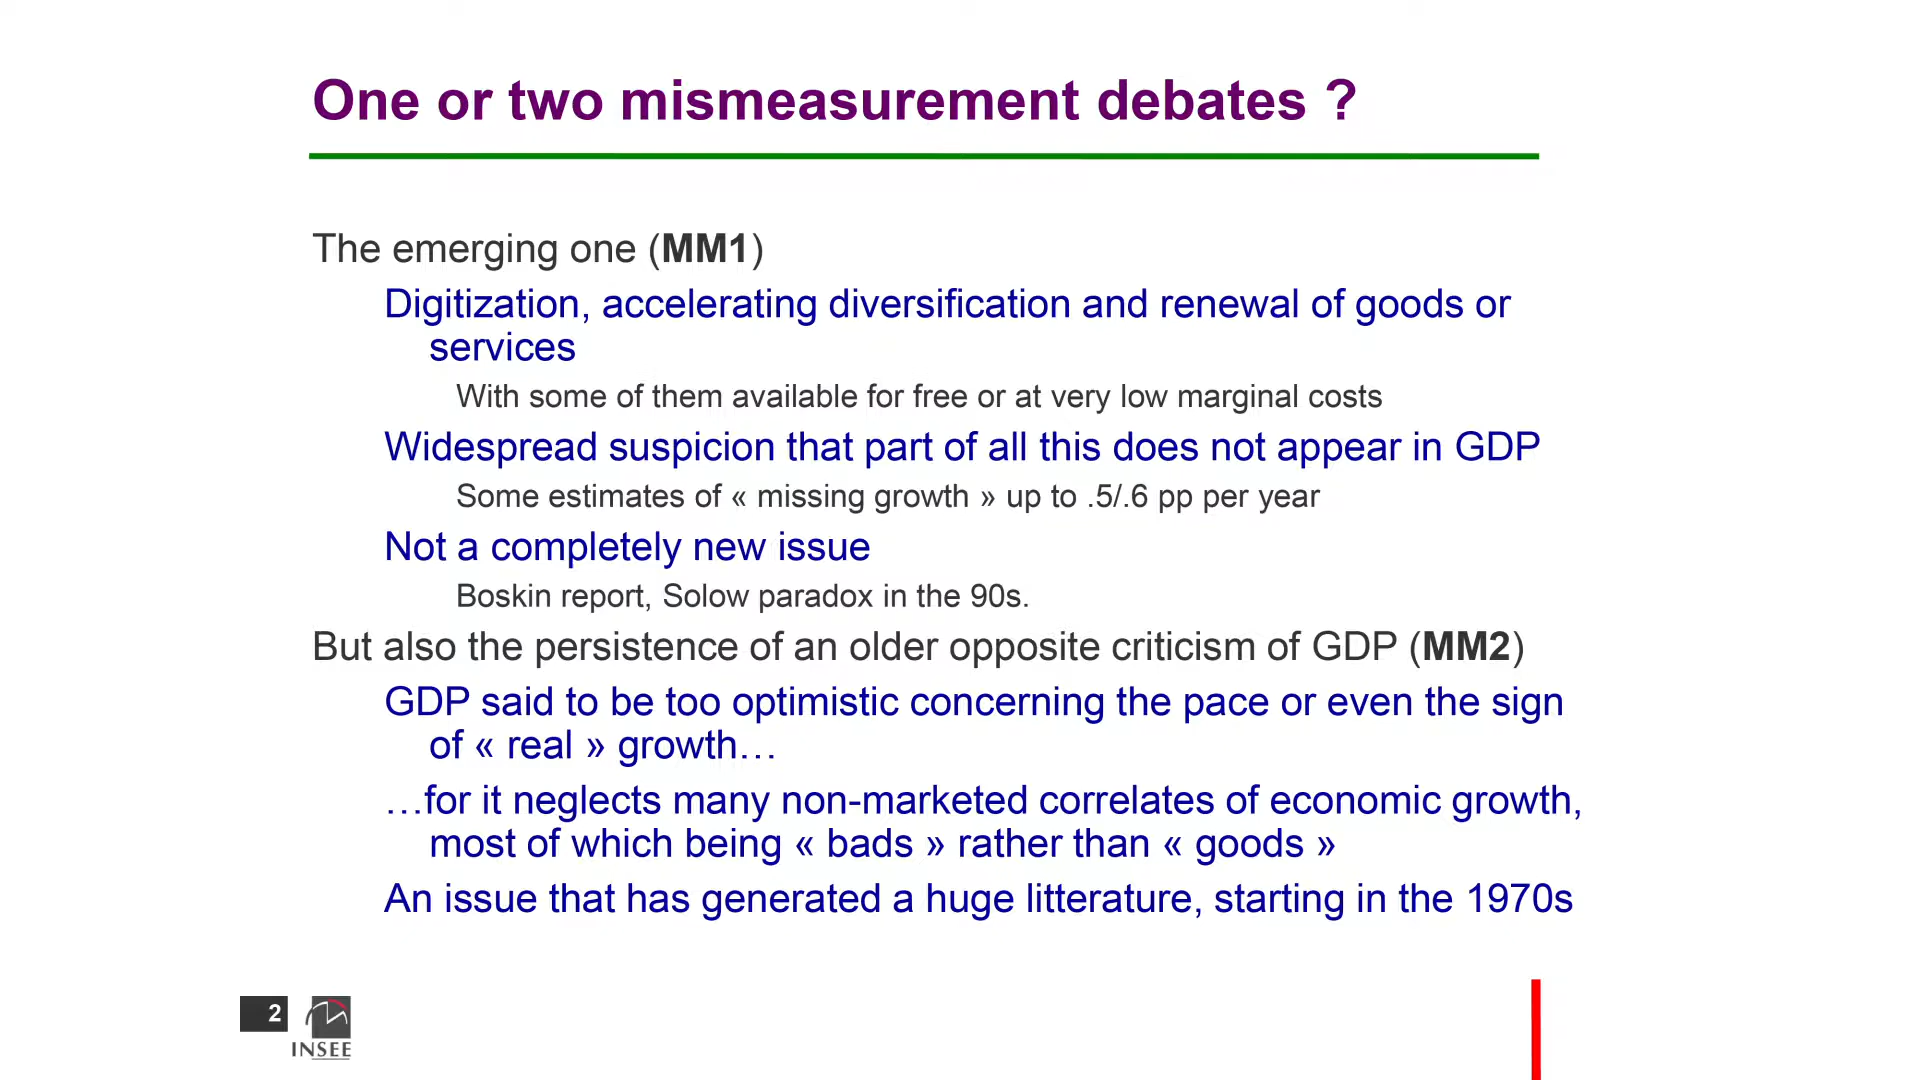 One or two mismeasurement debates ?
The emerging one (MM1)
Digitization, accelerating diversification and renewal of goods or
services
With some of them available for free or at very low marginal costs
Widespread suspicion that part of all this does not appear in GDP
Some estimates of « missing growth » up to .5/.6 pp per year
Not a completely new issue
Boskin report, Solow paradox in the 90s.
But also the persistence of an older opposite criticism of GDP (MM2)
GDP said to be too optimistic concerning the pace or even the sign
of « real » growth…
…for it neglects many non-marketed correlates of economic growth,
most of which being « bads » rather than « goods »
An issue that has generated a huge litterature, starting in the 1970s
2
INSEE